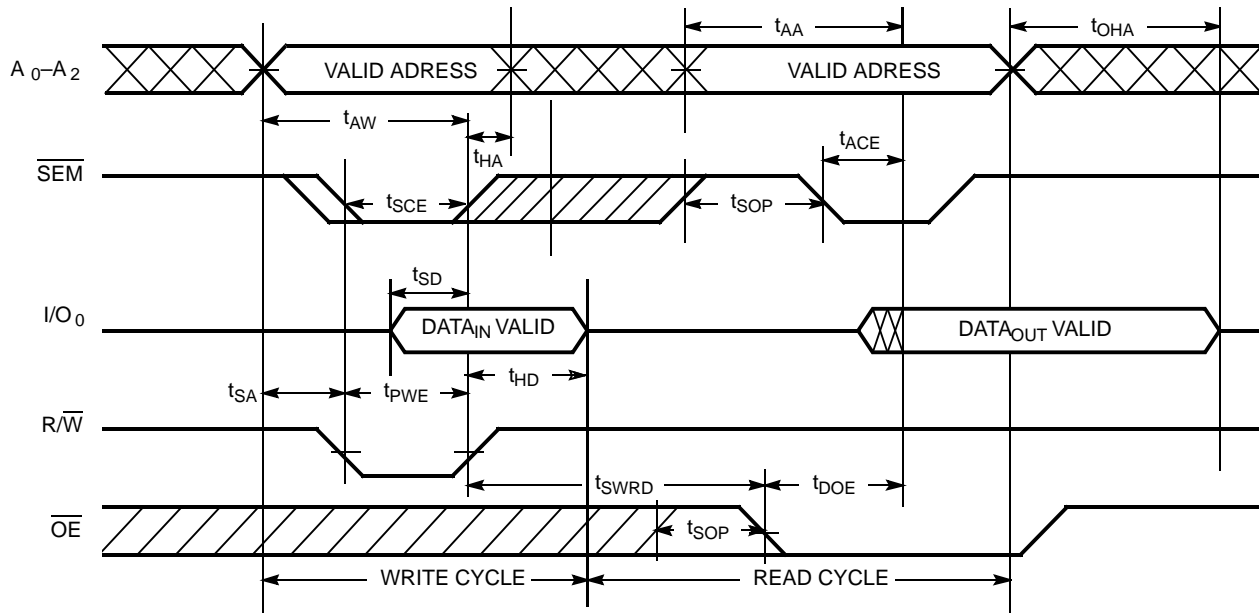 tAA
tOHA
A0–A2
VALID ADRESS
VALID ADRESS
tAW
tHA
tACE
SEM
tSCE
tSOP
tSD
I/O0
DATAIN VALID
DATAOUT VALID
tSA
tPWE
tHD
R/W
tSWRD
tDOE
OE
tSOP
WRITE CYCLE
READ CYCLE